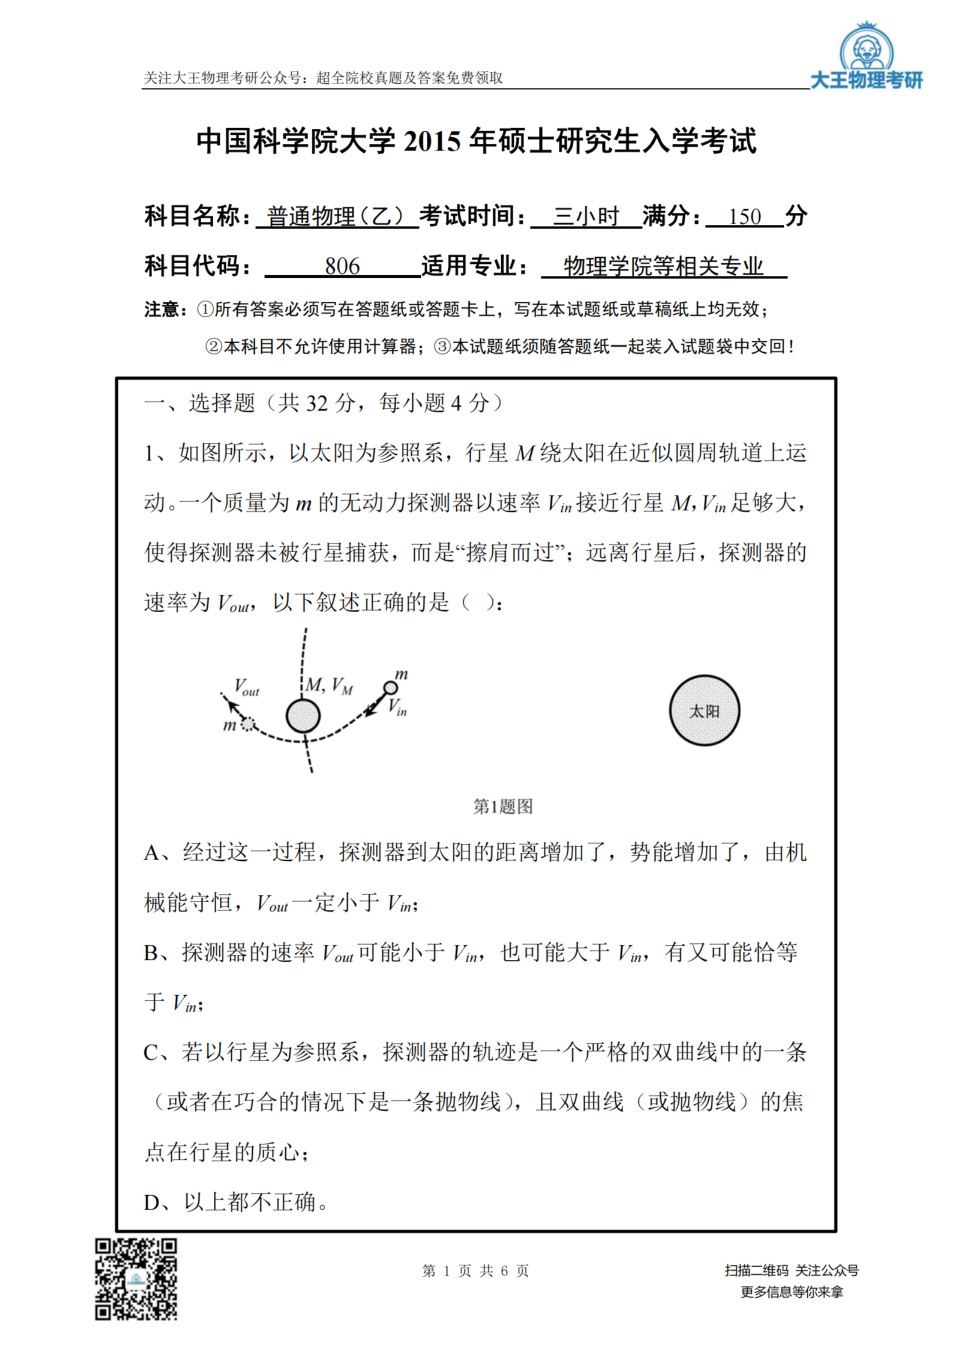 关注大王物理考研公众号：超全院校真题及答案免费领取
大王物理考研
中国科学院大学 2015 年硕士研究生入学考试
科目名称：普通物理（乙）考试时间： 三小时 满分： 150 分
科目代码： 806 适用专业： 物理学院等相关专业
注意：①所有答案必须写在答题纸或答题卡上，写在本试题纸或草稿纸上均无效；
②本科目不允许使用计算器；③本试题纸须随答题纸一起装入试题袋中交回！
一、选择题（共 32 分，每小题 4 分）
1、如图所示，以太阳为参照系，行星 M 绕太阳在近似圆周轨道上运
动。一个质量为 m 的无动力探测器以速率 Vin 接近行星 M，Vin 足够大，
使得探测器未被行星捕获，而是“擦肩而过”；远离行星后，探测器的
速率为 Vout，以下叙述正确的是（ ）：
Vout
M, VM
m
Vin
m
太阳
第1题图
A、经过这一过程，探测器到太阳的距离增加了，势能增加了，由机
械能守恒，Vout 一定小于 Vin；
B、探测器的速率 Vout 可能小于 Vin，也可能大于 Vin，有又可能恰等
于 Vin；
C、若以行星为参照系，探测器的轨迹是一个严格的双曲线中的一条
（或者在巧合的情况下是一条抛物线），且双曲线（或抛物线）的焦
点在行星的质心；
D、以上都不正确。
第 1 页 共 6 页
扫描二维码 关注公众号
更多信息等你来拿